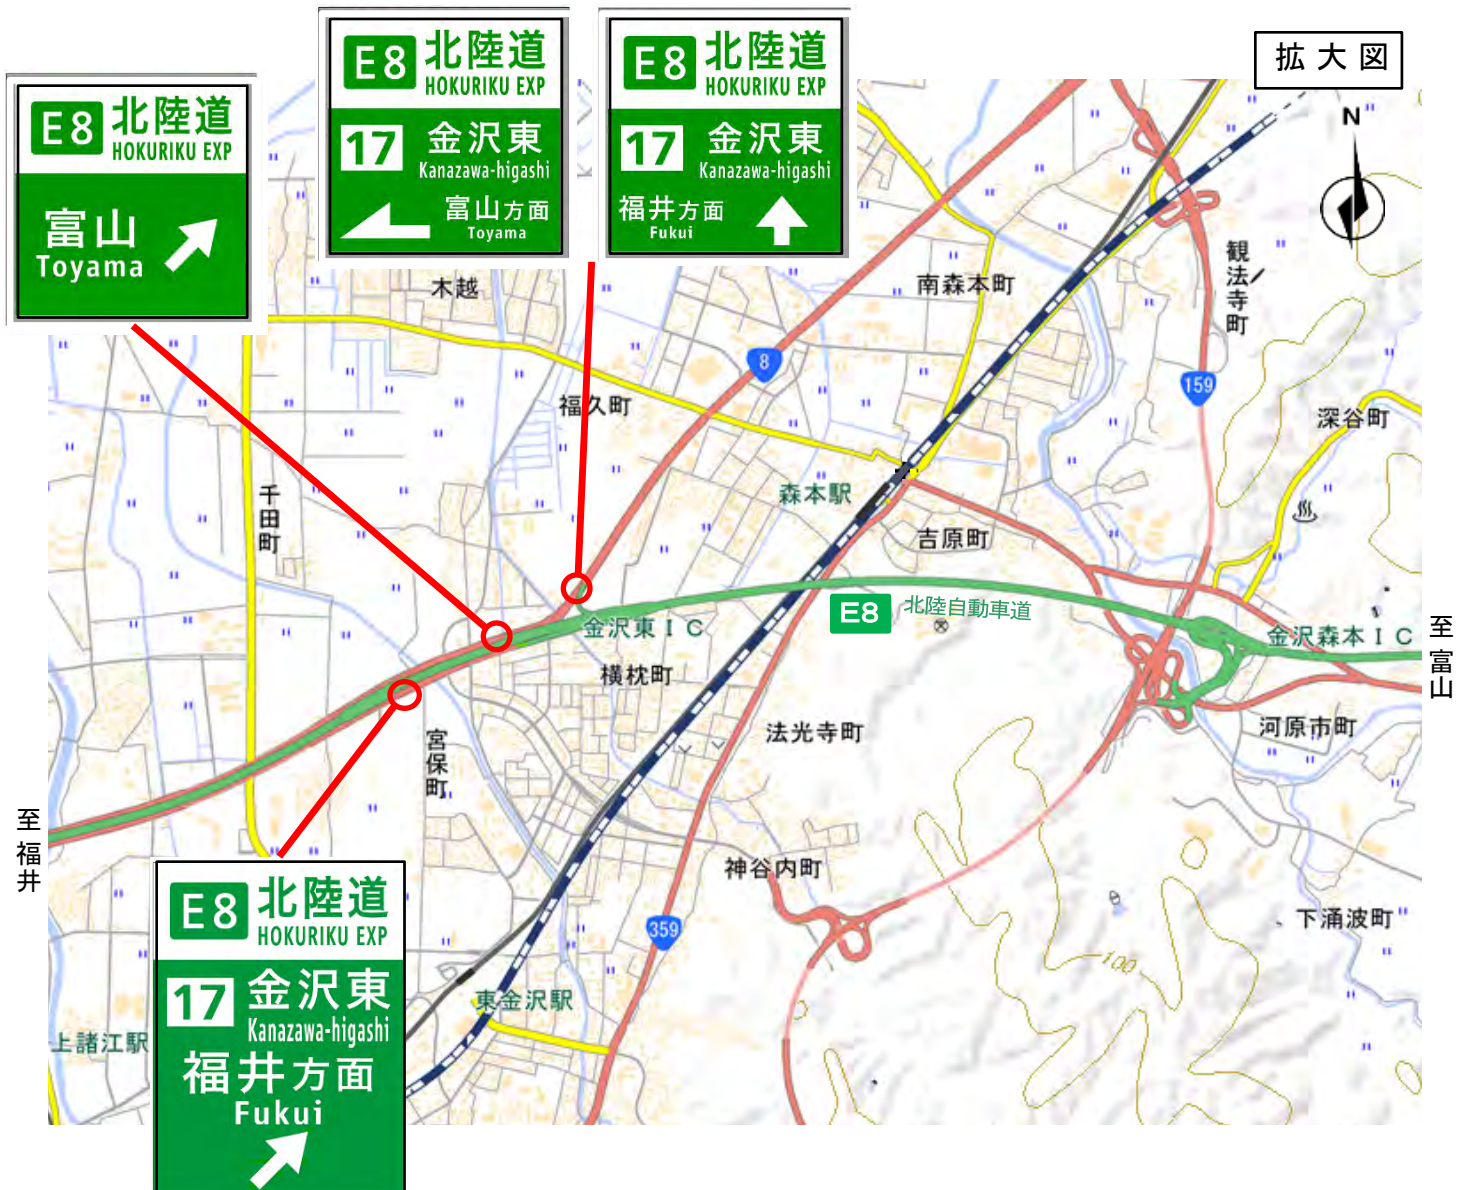 E8 北陸道
HOKURIKU EXP
富山
Toyama
E8 北陸道
HOKURIKU EXP
17 金沢東
Kanazawa-higashi
富山方面
Toyama
E8 北陸道
HOKURIKU EXP
17 金沢東
Kanazawa-higashi
福井方面
Fukui
拡大図
N
木越
南森本町
観法寺町
8
159
福久町
深谷町
千田町
森本駅
吉原町
E8 北陸自動車道
金沢東IC
金沢森本IC
至富山
横枕町
法光寺町
河原市町
宮保町
至福井
神谷内町
359
下涌波町
100
東金沢駅
上諸江駅
E8 北陸道
HOKURIKU EXP
17 金沢東
Kanazawa-higashi
福井方面
Fukui